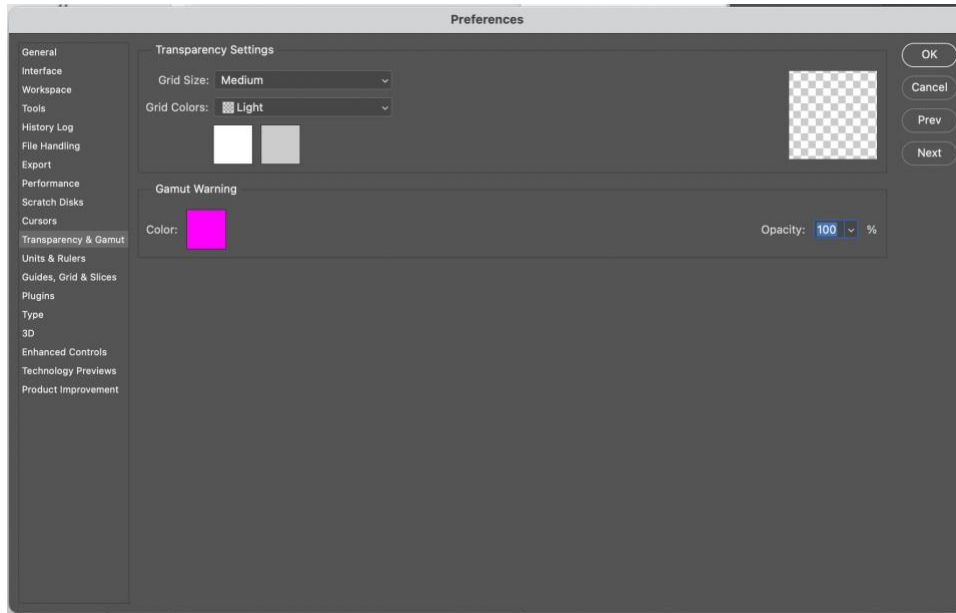 Preferences
General
Interface
Workspace
Tools
History Log
File Handling
Export
Performance
Scratch Disks
Cursors
Transparency & Gamut
Units & Rulers
Guides, Grid & Slices
Plugins
Type
3D
Enhanced Controls
Technology Previews
Product Improvement
Transparency Settings
Grid Size: Medium
Grid Colors: Light
Gamut Warning
Color:
Opacity: 100 %
OK
Cancel
Prev
Next